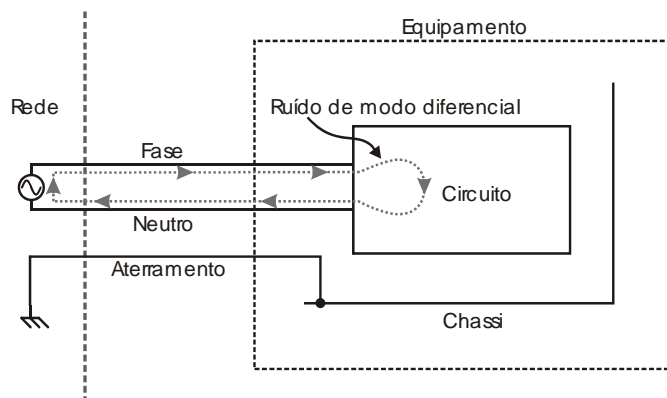 Equipamento
Rede
Ruído de modo diferencial
Fase
Circuito
Neutro
Aterramento
Chassi